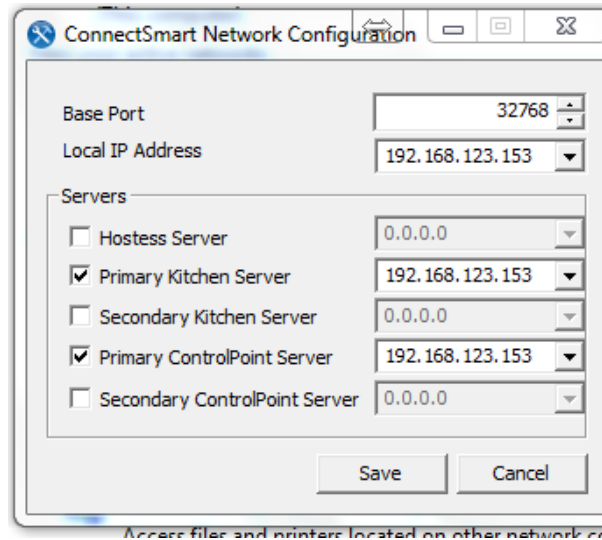 ConnectSmart Network Configuration
Base Port 32768
Local IP Address 192.168.123.153
Servers
Hostess Server 0.0.0.0
Primary Kitchen Server 192.168.123.153
Secondary Kitchen Server 0.0.0.0
Primary ControlPoint Server 192.168.123.153
Secondary ControlPoint Server 0.0.0.0
Save Cancel
Access files and printers located on other network